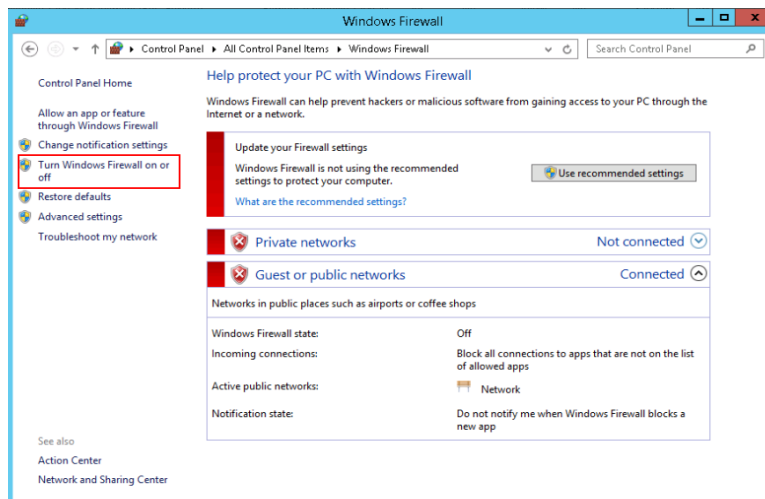 Windows Firewall
Control Panel ▸ All Control Panel Items ▸ Windows Firewall
Search Control Panel
Control Panel Home
Allow an app or feature
through Windows Firewall
Change notification settings
Turn Windows Firewall on or
off
Restore defaults
Advanced settings
Troubleshoot my network
See also
Action Center
Network and Sharing Center
Help protect your PC with Windows Firewall
Windows Firewall can help prevent hackers or malicious software from gaining access to your PC through the
Internet or a network.
Update your Firewall settings
Windows Firewall is not using the recommended
settings to protect your computer.
What are the recommended settings?
Use recommended settings
Private networks Not connected
Guest or public networks Connected
Networks in public places such as airports or coffee shops
Windows Firewall state: Off
Incoming connections: Block all connections to apps that are not on the list
of allowed apps
Active public networks: Network
Notification state: Do not notify me when Windows Firewall blocks a
new app